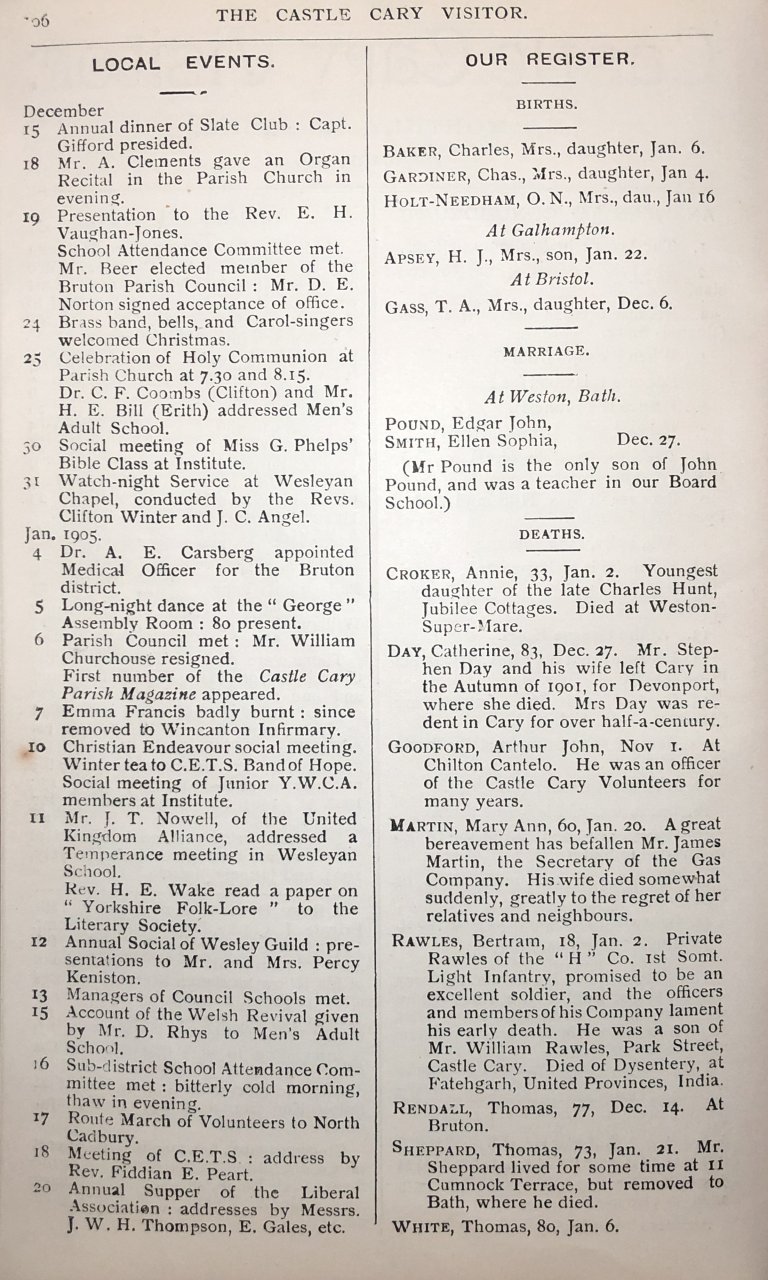 '06
THE CASTLE CARY VISITOR.
LOCAL EVENTS.
December
15 Annual dinner of Slate Club : Capt.
Gifford presided.
18 Mr. A. Clements gave an Organ
Recital in the Parish Church in
evening.
19 Presentation to the Rev. E. H.
Vaughan-Jones.
School Attendance Committee met.
Mr. Beer elected member of the
Bruton Parish Council : Mr. D. E.
Norton signed acceptance of office.
24 Brass band, bells, and Carol-singers
welcomed Christmas.
25 Celebration of Holy Communion at
Parish Church at 7.30 and 8.15.
Dr. C. F. Coombs (Clifton) and Mr.
H. E. Bill (Erith) addressed Men's
Adult School.
30 Social meeting of Miss G. Phelps'
Bible Class at Institute.
31 Watch-night Service at Wesleyan
Chapel, conducted by the Revs.
Clifton Winter and J. C. Angel.
Jan. 1905.
4 Dr. A. E. Carsberg appointed
Medical Officer for the Bruton
district.
5 Long-night dance at the " George "
Assembly Room : 80 present.
6 Parish Council met : Mr. William
Churchouse resigned.
First number of the Castle Cary
Parish Magazine appeared.
7 Emma Francis badly burnt : since
removed to Wincanton Infirmary.
10 Christian Endeavour social meeting.
Winter tea to C.E.T.S. Band of Hope.
Social meeting of Junior Y.W.C.A.
members at Institute.
11 Mr. J. T. Nowell, of the United
Kingdom Alliance, addressed a
Temperance meeting in Wesleyan
School.
Rev. H. E. Wake read a paper on
" Yorkshire Folk-Lore " to the
Literary Society.
12 Annual Social of Wesley Guild : pre-
sentations to Mr. and Mrs. Percy
Keniston.
13 Managers of Council Schools met.
15 Account of the Welsh Revival given
by Mr. D. Rhys to Men's Adult
School.
16 Sub-district School Attendance Com-
mittee met : bitterly cold morning,
thaw in evening.
17 Route March of Volunteers to North
Cadbury.
18 Meeting of C.E.T.S : address by
Rev. Fiddian E. Peart.
20 Annual Supper of the Liberal
Association : addresses by Messrs.
J. W. H. Thompson, E. Gales, etc.
OUR REGISTER.
BIRTHS.
BAKER, Charles, Mrs., daughter, Jan. 6.
GARDINER, Chas., Mrs., daughter, Jan 4.
HOLT-NEEDHAM, O. N., Mrs., dau., Jan 16
At Galhampton.
APSEY, H. J., Mrs., son, Jan. 22.
At Bristol.
GASS, T. A., Mrs., daughter, Dec. 6.
MARRIAGE.
At Weston, Bath.
POUND, Edgar John,
SMITH, Ellen Sophia, Dec. 27.
(Mr Pound is the only son of John
Pound, and was a teacher in our Board
School.)
DEATHS.
CROKER, Annie, 33, Jan. 2. Youngest
daughter of the late Charles Hunt,
Jubilee Cottages. Died at Weston-
Super-Mare.
DAY, Catherine, 83, Dec. 27. Mr. Step-
hen Day and his wife left Cary in
the Autumn of 1901, for Devonport,
where she died. Mrs Day was re-
dent in Cary for over half-a-century.
GOODFORD, Arthur John, Nov 1. At
Chilton Cantelo. He was an officer
of the Castle Cary Volunteers for
many years.
MARTIN, Mary Ann, 60, Jan. 20. A great
bereavement has befallen Mr. James
Martin, the Secretary of the Gas
Company. His wife died somewhat
suddenly, greatly to the regret of her
relatives and neighbours.
RAWLES, Bertram, 18, Jan. 2. Private
Rawles of the " H " Co. 1st Somt.
Light Infantry, promised to be an
excellent soldier, and the officers
and members of his Company lament
his early death. He was a son of
Mr. William Rawles, Park Street,
Castle Cary. Died of Dysentery, at
Fatehgarh, United Provinces, India.
RENDALL, Thomas, 77, Dec. 14. At
Bruton.
SHEPPARD, Thomas, 73, Jan. 21. Mr.
Sheppard lived for some time at 11
Cumnock Terrace, but removed to
Bath, where he died.
WHITE, Thomas, 80, Jan. 6.